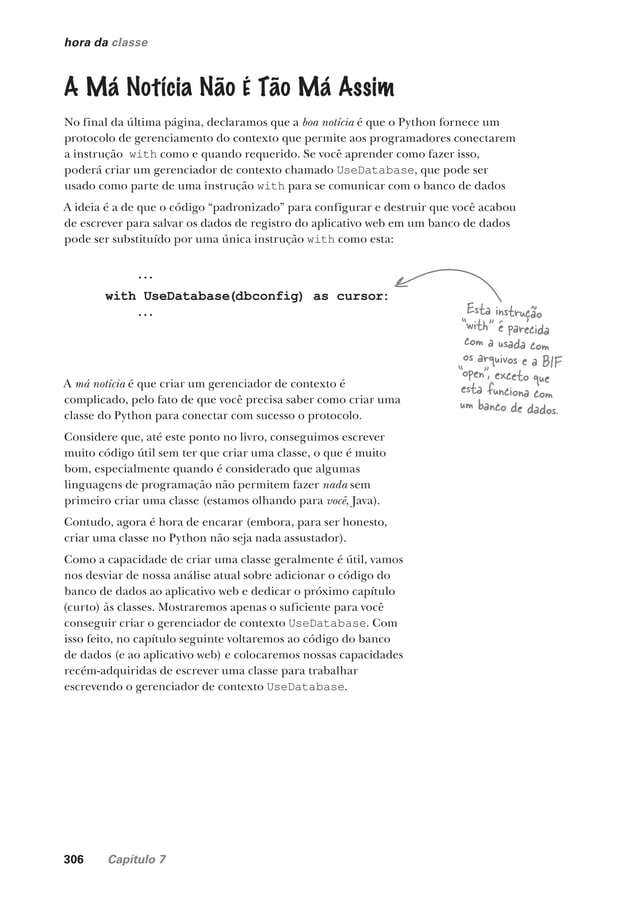 hora da classe
A Má Notícia Não É Tão Má Assim
No final da última página, declaramos que a boa notícia é que o Python fornece um
protocolo de gerenciamento do contexto que permite aos programadores conectarem
a instrução with como e quando requerido. Se você aprender como fazer isso,
poderá criar um gerenciador de contexto chamado UseDatabase, que pode ser
usado como parte de uma instrução with para se comunicar com o banco de dados
A ideia é a de que o código “padronizado” para configurar e destruir que você acabou
de escrever para salvar os dados de registro do aplicativo web em um banco de dados
pode ser substituído por uma única instrução with como esta:
...
with UseDatabase(dbconfig) as cursor:
...
Esta instrução
“with” é parecida
com a usada com
os arquivos e a BIF
“open”, exceto que
esta funciona com
um banco de dados.
A má notícia é que criar um gerenciador de contexto é
complicado, pelo fato de que você precisa saber como criar uma
classe do Python para conectar com sucesso o protocolo.
Considere que, até este ponto no livro, conseguimos escrever
muito código útil sem ter que criar uma classe, o que é muito
bom, especialmente quando é considerado que algumas
linguagens de programação não permitem fazer nada sem
primeiro criar uma classe (estamos olhando para você, Java).
Contudo, agora é hora de encarar (embora, para ser honesto,
criar uma classe no Python não seja nada assustador).
Como a capacidade de criar uma classe geralmente é útil, vamos
nos desviar de nossa análise atual sobre adicionar o código do
banco de dados ao aplicativo web e dedicar o próximo capítulo
(curto) às classes. Mostraremos apenas o suficiente para você
conseguir criar o gerenciador de contexto UseDatabase. Com
isso feito, no capítulo seguinte voltaremos ao código do banco
de dados (e ao aplicativo web) e colocaremos nossas capacidades
recém-adquiridas de escrever uma classe para trabalhar
escrevendo o gerenciador de contexto UseDatabase.
306 Capítulo 7